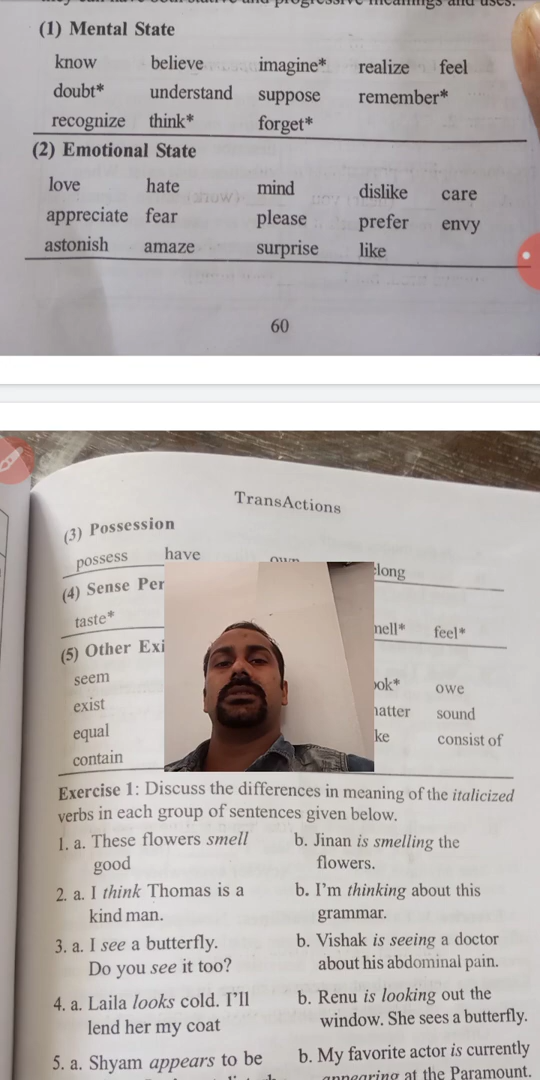 (1) Mental State
know believe imagine* realize feel
doubt* understand suppose remember*
recognize think* forget*
(2) Emotional State
love hate mind dislike care
appreciate fear please prefer envy
astonish amaze surprise like
60
TransActions
(3) Possession
possess have
(4) Sense Per
taste* feel*
(5) Other Exi
seem owe
exist sound
equal consist of
contain
Exercise 1: Discuss the differences in meaning of the italicized
verbs in each group of sentences given below.
1. a. These flowers smell b. Jinan is smelling the
good flowers.
2. a. I think Thomas is a b. I'm thinking about this
kind man. grammar.
3. a. I see a butterfly. b. Vishak is seeing a doctor
Do you see it too? about his abdominal pain.
4. a. Laila looks cold. I'll b. Renu is looking out the
lend her my coat window. She sees a butterfly.
5. a. Shyam appears to be b. My favorite actor is currently
appearing at the Paramount.